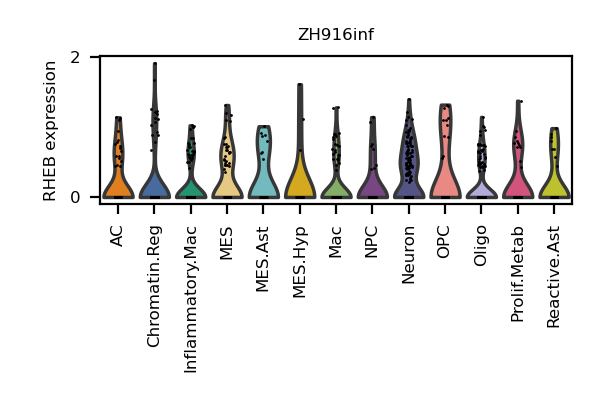 ZH916inf
RHEB expression
2
0
AC
Chromatin.Reg
Inflammatory.Mac
MES
MES.Ast
MES.Hyp
Mac
NPC
Neuron
OPC
Oligo
Prolif.Metab
Reactive.Ast